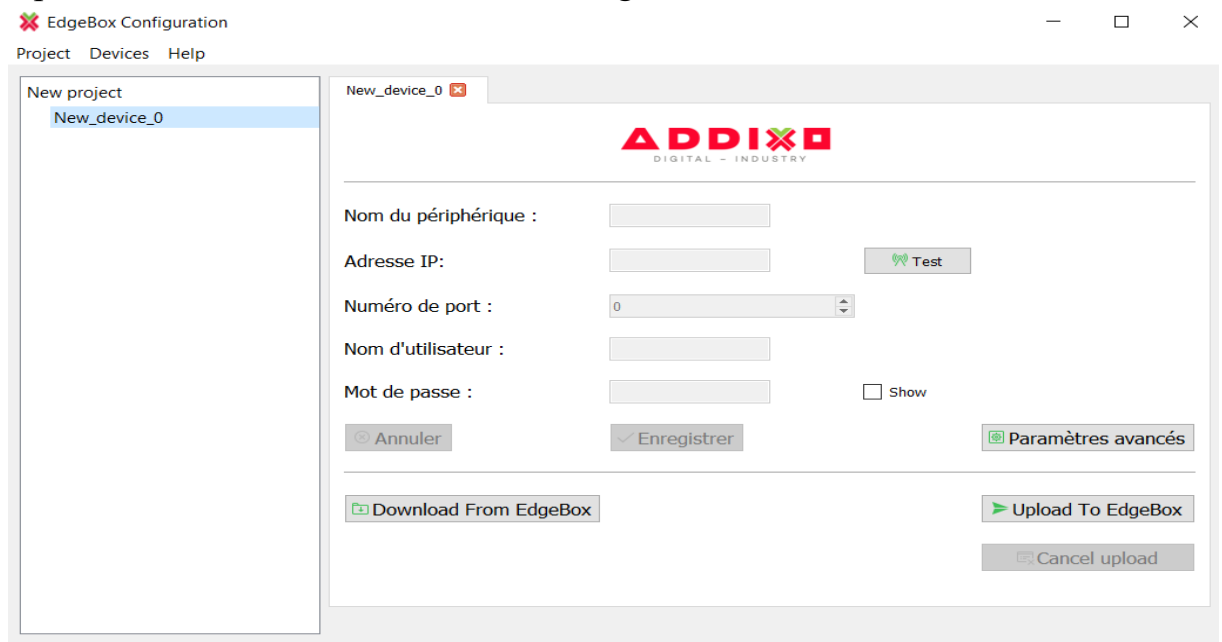 EdgeBox Configuration
Project Devices Help
New project
New_device_0
New_device_0
ADDIXO
DIGITAL – INDUSTRY
Nom du périphérique :
Adresse IP:
Test
Numéro de port :
0
Nom d'utilisateur :
Mot de passe :
Show
Annuler
Enregistrer
Paramètres avancés
Download From EdgeBox
Upload To EdgeBox
Cancel upload